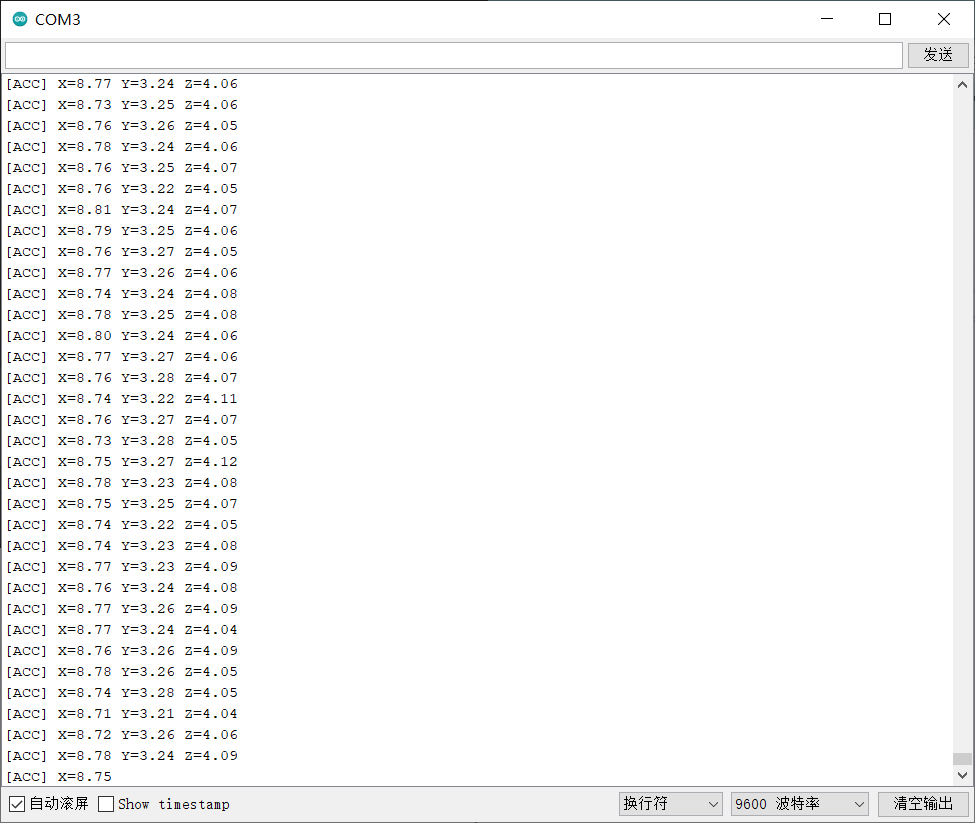 COM3
发送
[ACC] X=8.77 Y=3.24 Z=4.06
[ACC] X=8.73 Y=3.25 Z=4.06
[ACC] X=8.76 Y=3.26 Z=4.05
[ACC] X=8.78 Y=3.24 Z=4.06
[ACC] X=8.76 Y=3.25 Z=4.07
[ACC] X=8.76 Y=3.22 Z=4.05
[ACC] X=8.81 Y=3.24 Z=4.07
[ACC] X=8.79 Y=3.25 Z=4.06
[ACC] X=8.76 Y=3.27 Z=4.05
[ACC] X=8.77 Y=3.26 Z=4.06
[ACC] X=8.74 Y=3.24 Z=4.08
[ACC] X=8.78 Y=3.25 Z=4.08
[ACC] X=8.80 Y=3.24 Z=4.06
[ACC] X=8.77 Y=3.27 Z=4.06
[ACC] X=8.76 Y=3.28 Z=4.07
[ACC] X=8.74 Y=3.22 Z=4.11
[ACC] X=8.76 Y=3.27 Z=4.07
[ACC] X=8.73 Y=3.28 Z=4.05
[ACC] X=8.75 Y=3.27 Z=4.12
[ACC] X=8.78 Y=3.23 Z=4.08
[ACC] X=8.75 Y=3.25 Z=4.07
[ACC] X=8.74 Y=3.22 Z=4.05
[ACC] X=8.74 Y=3.23 Z=4.08
[ACC] X=8.77 Y=3.23 Z=4.09
[ACC] X=8.76 Y=3.24 Z=4.08
[ACC] X=8.77 Y=3.26 Z=4.09
[ACC] X=8.77 Y=3.24 Z=4.04
[ACC] X=8.76 Y=3.26 Z=4.09
[ACC] X=8.78 Y=3.26 Z=4.05
[ACC] X=8.74 Y=3.28 Z=4.05
[ACC] X=8.71 Y=3.21 Z=4.04
[ACC] X=8.72 Y=3.26 Z=4.06
[ACC] X=8.78 Y=3.24 Z=4.09
[ACC] X=8.75
自动滚屏 Show timestamp 换行符 9600 波特率 清空输出